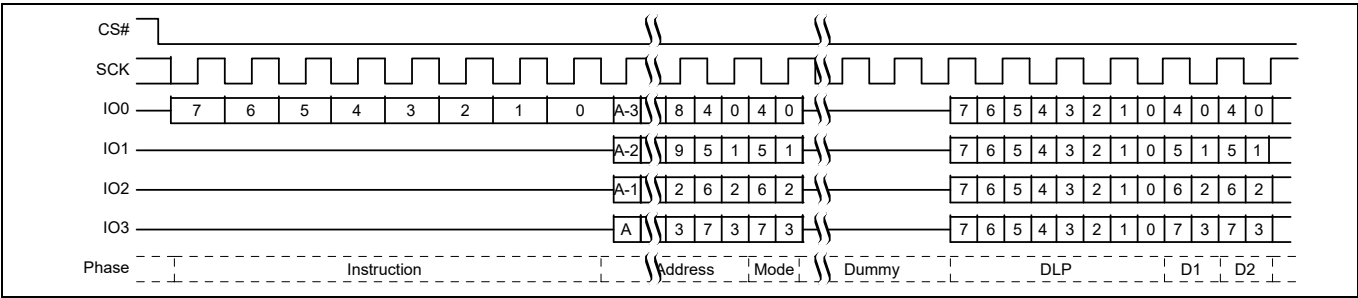 CS#
SCK
IO0 7 6 5 4 3 2 1 0 A-3 8 4 0 4 0 7 6 5 4 3 2 1 0 4 0 4 0
IO1 A-2 9 5 1 5 1 7 6 5 4 3 2 1 0 5 1 5 1
IO2 A-1 2 6 2 6 2 7 6 5 4 3 2 1 0 6 2 6 2
IO3 A 3 7 3 7 3 7 6 5 4 3 2 1 0 7 3 7 3
Phase Instruction Address Mode Dummy DLP D1 D2